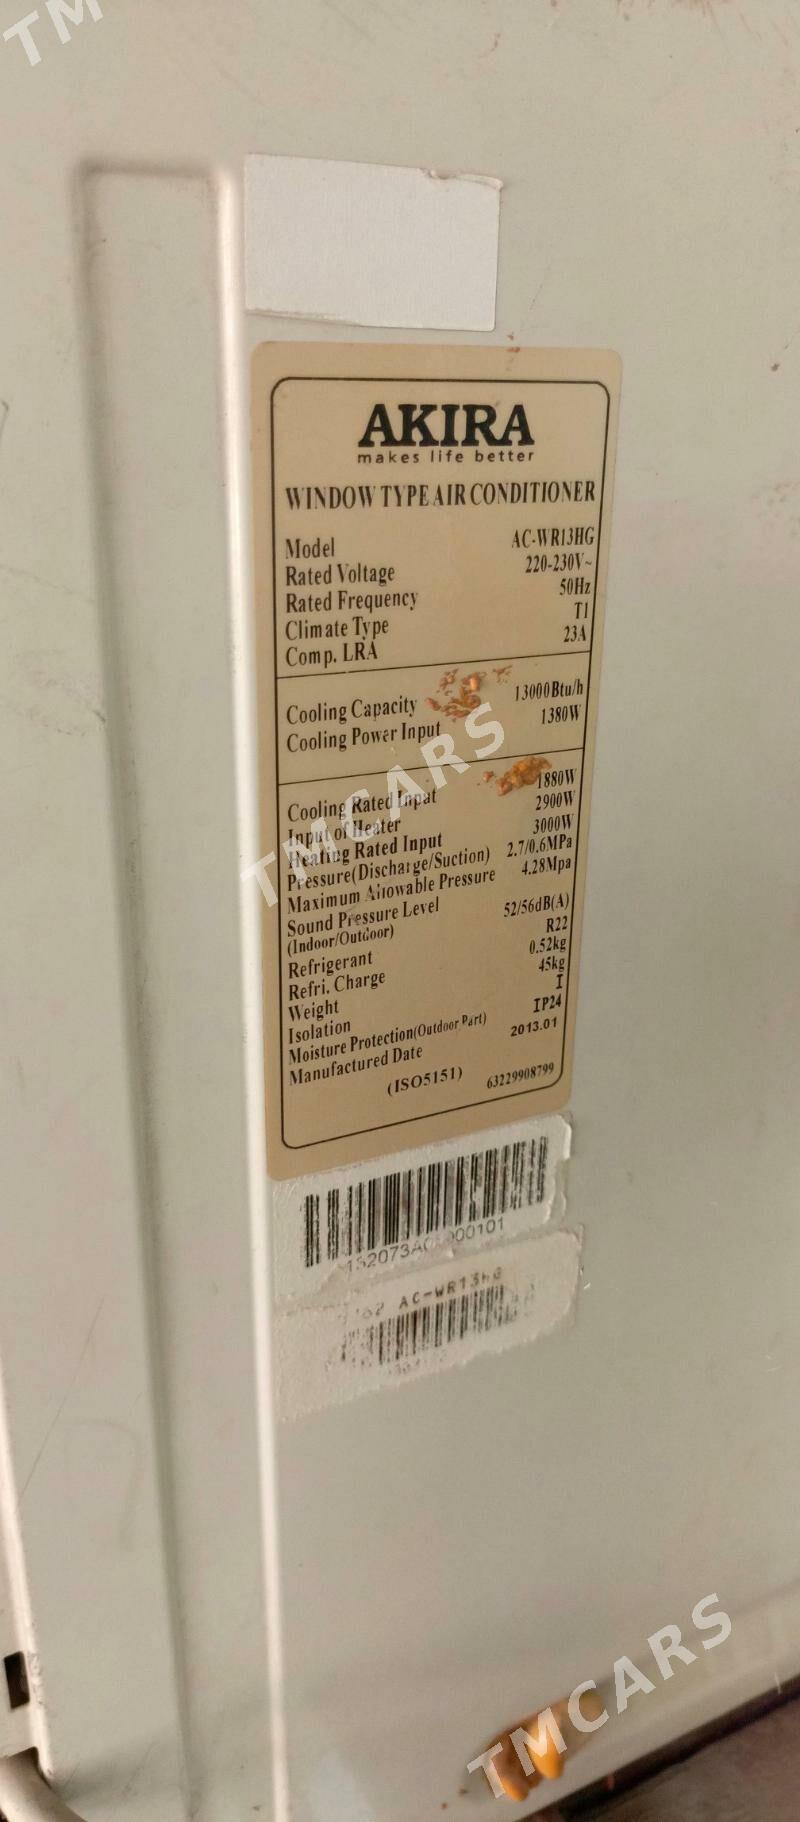 TM
AKIRA
makes life better
WINDOW TYPE AIR CONDITIONER
Model AC-WR13HG
Rated Voltage 220-230V~
Rated Frequency 50Hz
Climate Type T1
Comp. LRA 23A
Cooling Capacity 13000Btu/h
Cooling Power Input 1380W
Cooling Rated Input 1880W
Input of Heater 2900W
Heating Rated Input 3000W
Pressure(Discharge/Suction) 2.7/0.6MPa
Maximum Allowable Pressure 4.28Mpa
Sound Pressure Level
(Indoor/Outdoor) 52/56dB(A)
Refrigerant R22
Refri. Charge 0.52kg
Weight 45kg
Isolation I
Moisture Protection(Outdoor Part) IP24
Manufactured Date 2013.01
(ISO5151) 63229908799
AC-WR13HG
TMCARS
TMCARS